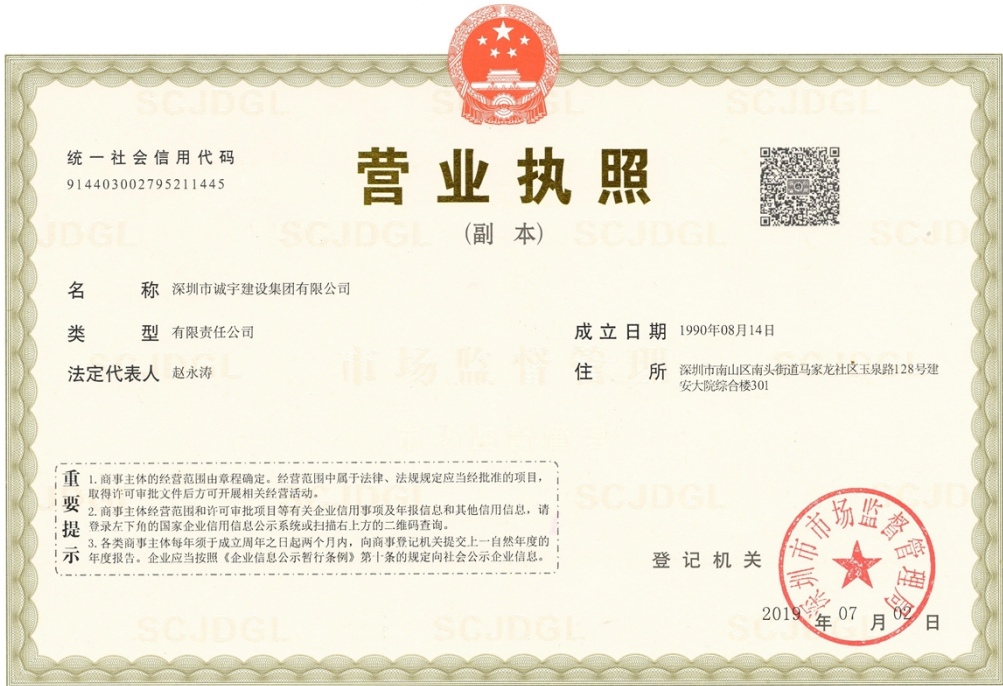 统一社会信用代码
914403002795211445
营业执照
(副 本)
名 称 深圳市诚宇建设集团有限公司
类 型 有限责任公司
法定代表人 赵永涛
成立日期 1990年08月14日
住 所 深圳市南山区南头街道马家龙社区玉泉路128号建
安大院综合楼301
重要提示
1. 商事主体的经营范围由章程确定。经营范围中属于法律、法规规定应当经批准的项目,
取得许可审批文件后方可开展相关经营活动。
2. 商事主体经营范围和许可审批项目等有关企业信用事项及年报信息和其他信用信息,请
登录左下角的国家企业信用信息公示系统或扫描右上方的二维码查询。
3. 各类商事主体每年须于成立周年之日起两个月内,向商事登记机关提交上一自然年度的
年度报告。企业应当按照《企业信息公示暂行条例》第十条的规定向社会公示企业信息。
登记机关
深圳市市场监督管理局
2019 年 07 月 02 日
SCJDGL
市场监督管理